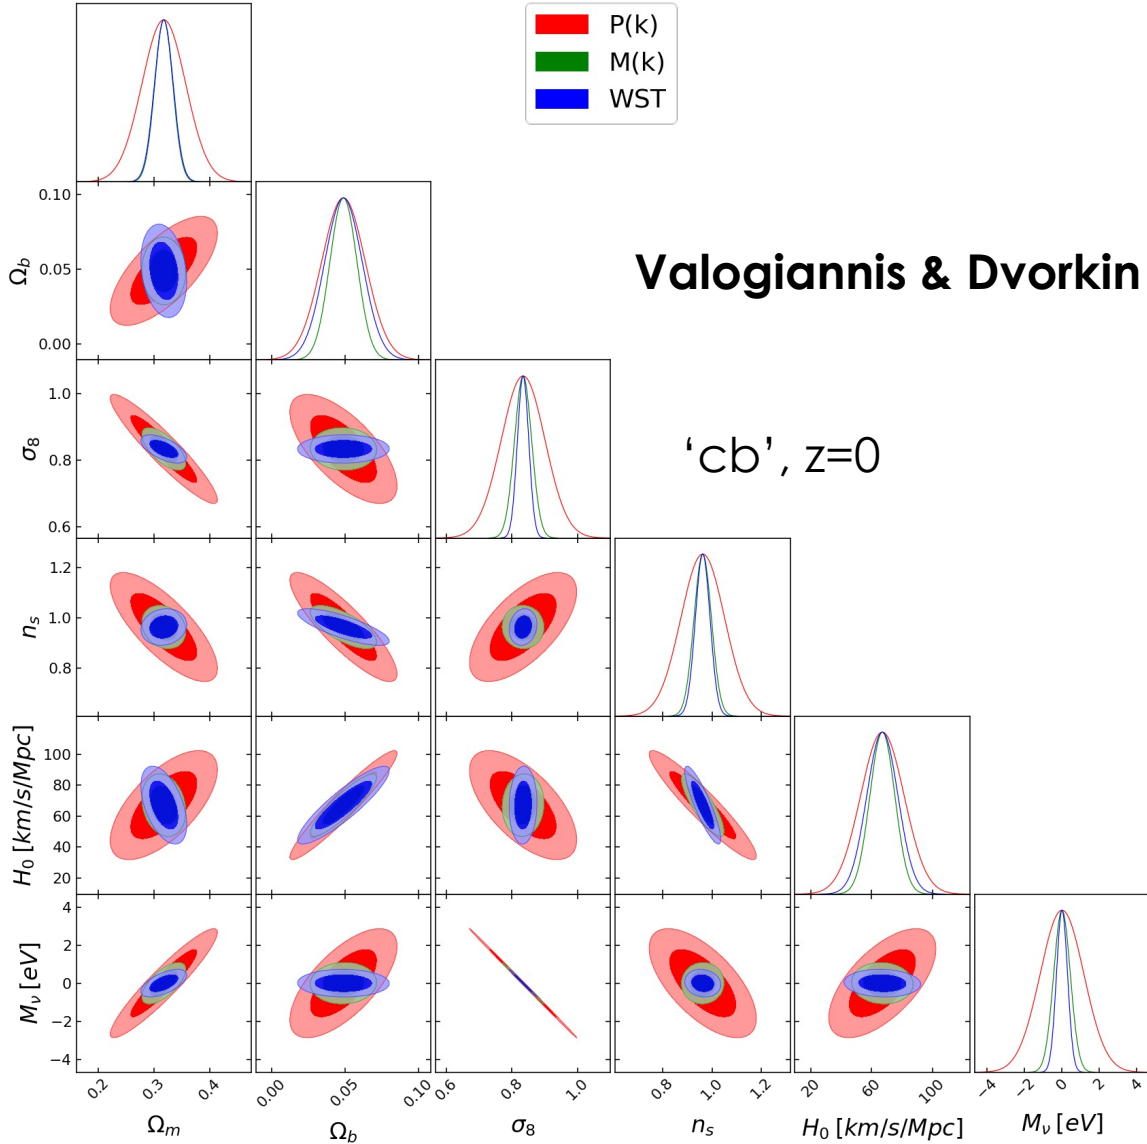 P(k)
M(k)
WST
Valogiannis & Dvorkin
‘cb’, z=0
Ω_b
0.10
0.05
0.00
σ_8
1.0
0.8
0.6
n_s
1.2
1.0
0.8
H_0 [km/s/Mpc]
100
80
60
40
20
M_ν [eV]
4
2
0
−2
−4
0.2 0.3 0.4
0.00 0.05 0.10
0.6 0.8 1.0
0.8 1.0 1.2
20 60 100
−4 −2 0 2 4
Ω_m Ω_b σ_8 n_s H_0 [km/s/Mpc] M_ν [eV]